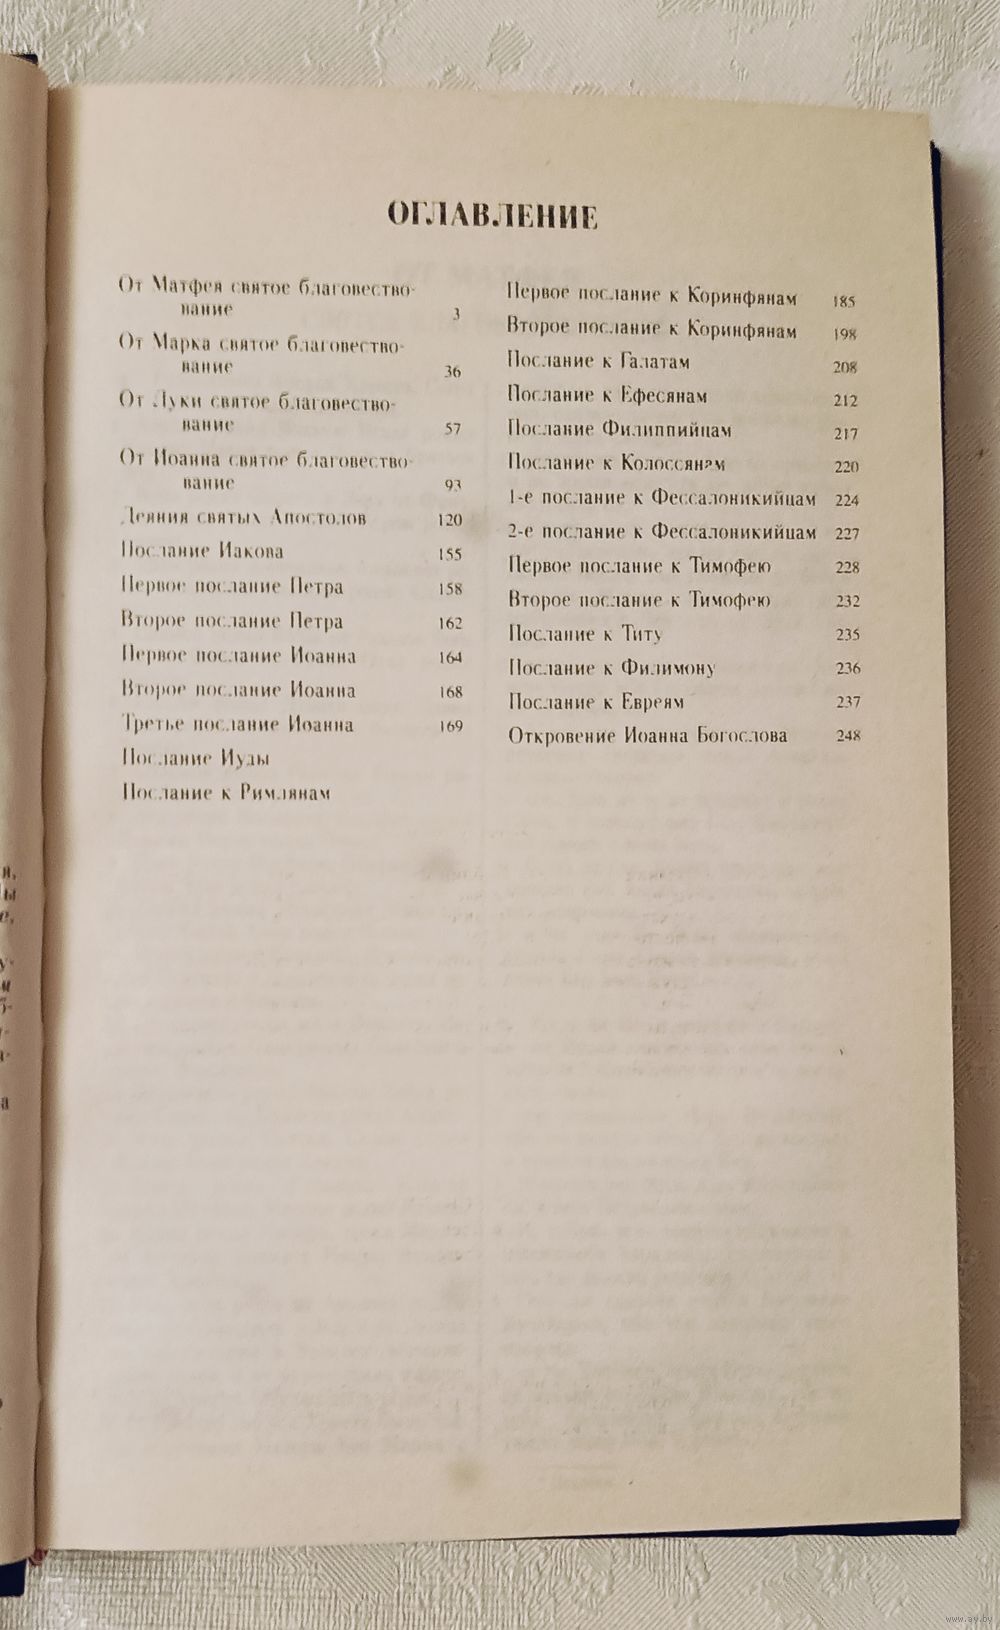 ОГЛАВЛЕНИЕ
От Матфея святое благовество-
вание 3
От Марка святое благовество-
вание 36
От Луки святое благовество-
вание 57
От Иоанна святое благовество-
вание 93
Деяния святых Апостолов 120
Послание Иакова 155
Первое послание Петра 158
Второе послание Петра 162
Первое послание Иоанна 164
Второе послание Иоанна 168
Третье послание Иоанна 169
Послание Иуды
Послание к Римлянам
Первое послание к Коринфянам 185
Второе послание к Коринфянам 198
Послание к Галатам 208
Послание к Ефесянам 212
Послание Филиппийцам 217
Послание к Колоссянам 220
1-е послание к Фессалоникийцам 224
2-е послание к Фессалоникийцам 227
Первое послание к Тимофею 228
Второе послание к Тимофею 232
Послание к Титу 235
Послание к Филимону 236
Послание к Евреям 237
Откровение Иоанна Богослова 248
www.ay.by